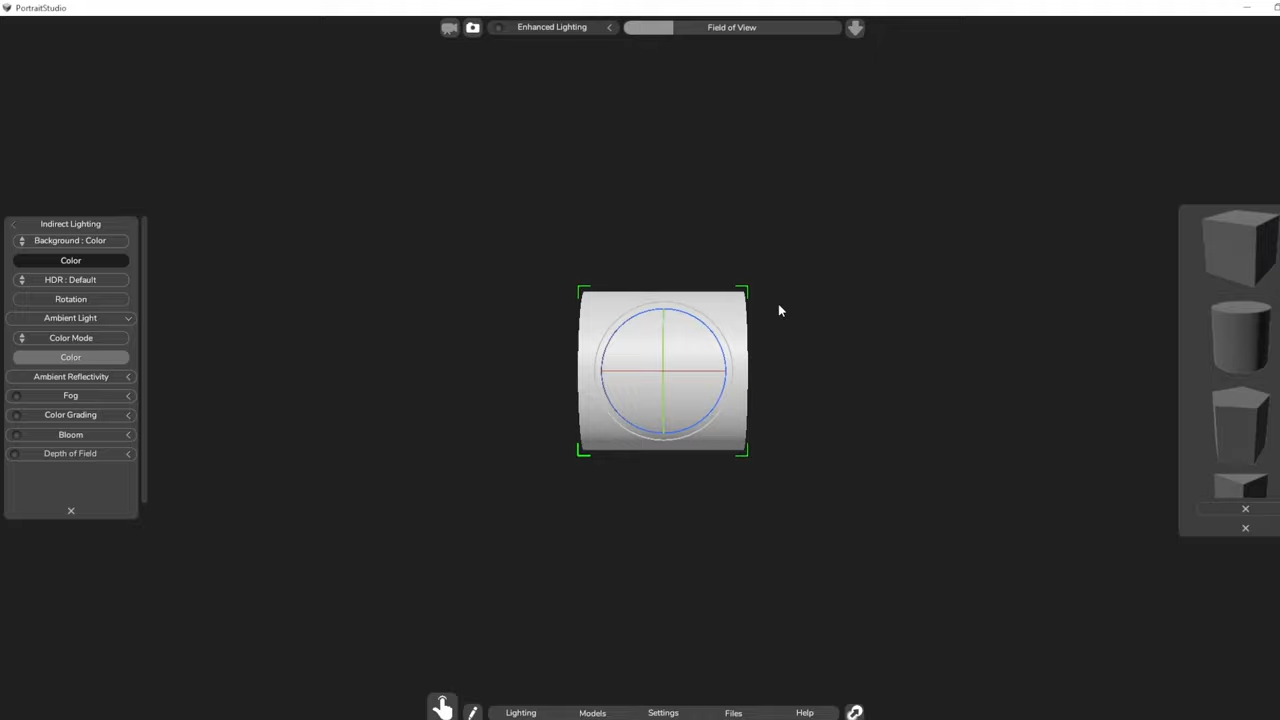 PortraitStudio
Enhanced Lighting
Field of View
Indirect Lighting
Background : Color
Color
HDR : Default
Rotation
Ambient Light
Color Mode
Color
Ambient Reflectivity
Fog
Color Grading
Bloom
Depth of Field
Lighting
Models
Settings
Files
Help